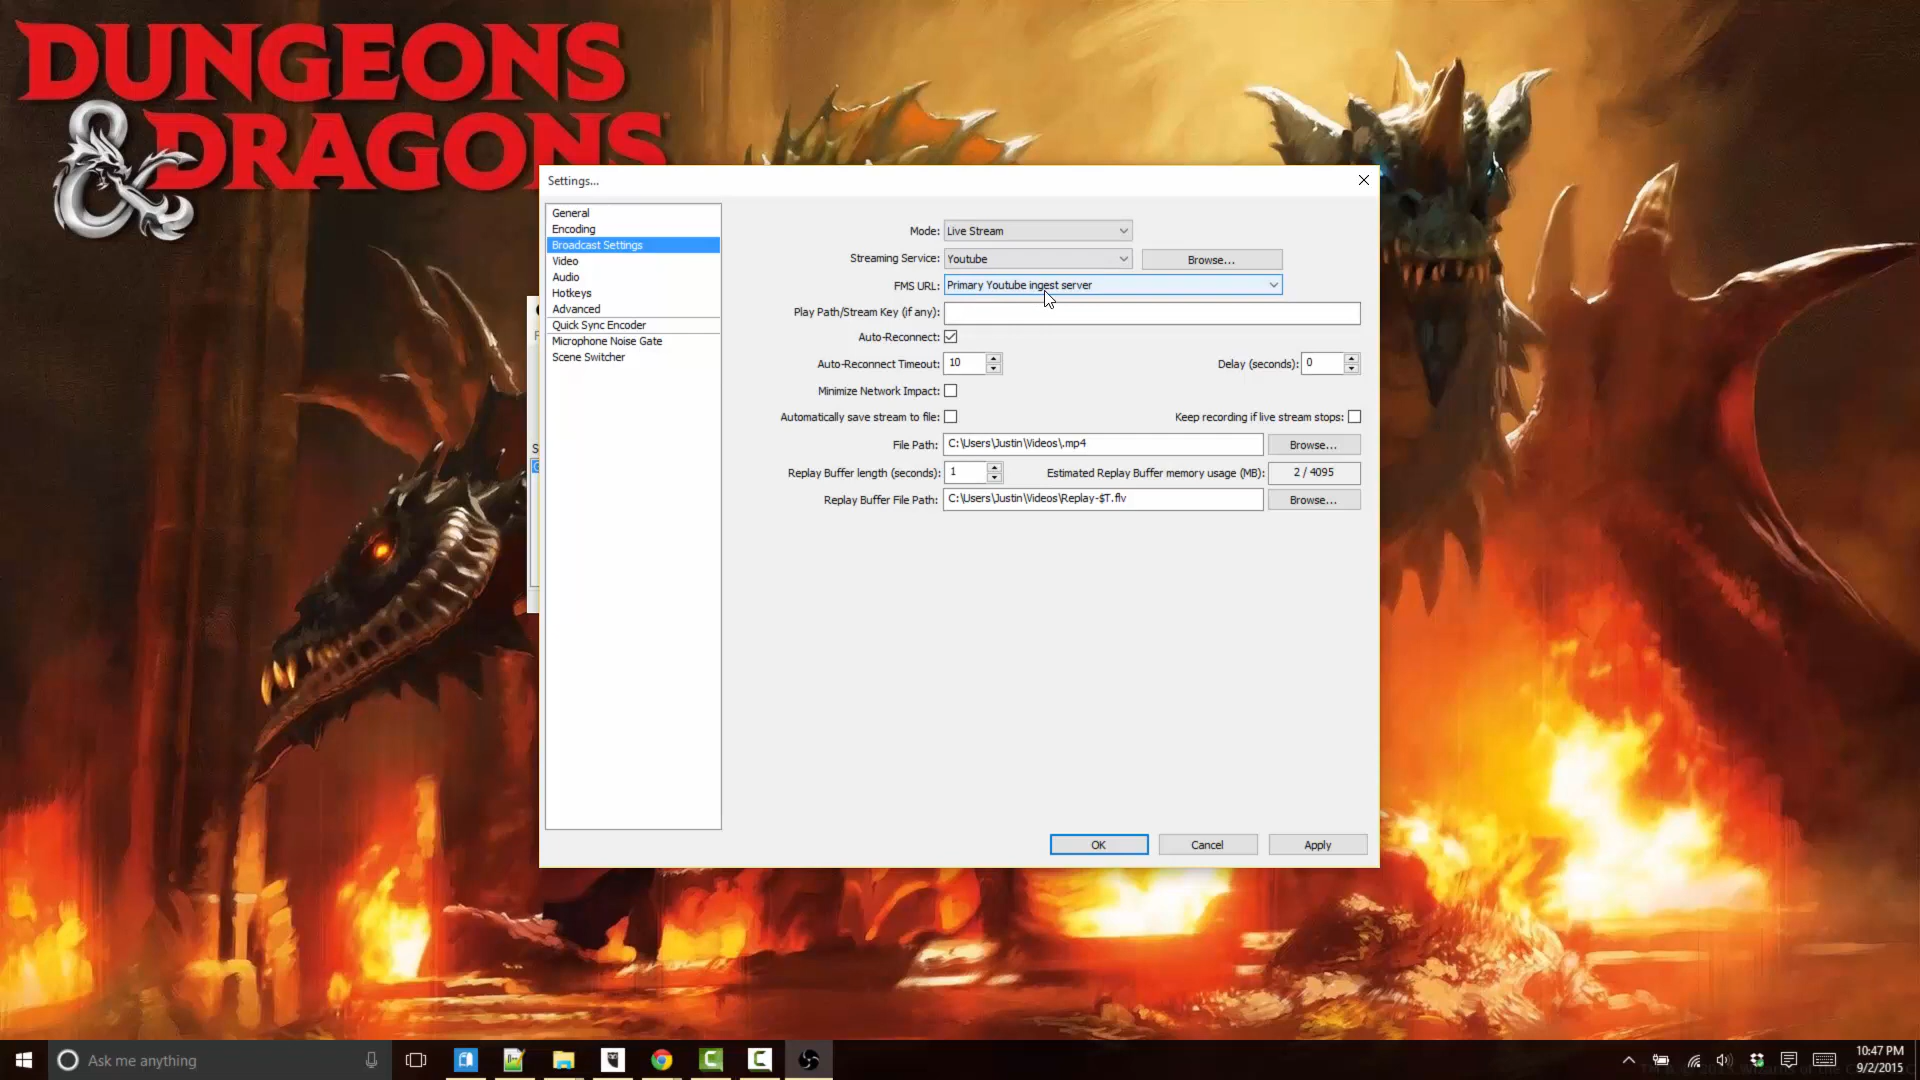 DUNGEONS
& DRAGONS
Settings...
General
Encoding
Broadcast Settings
Video
Audio
Hotkeys
Advanced
Quick Sync Encoder
Microphone Noise Gate
Scene Switcher
Mode: Live Stream
Streaming Service: Youtube Browse...
FMS URL: Primary Youtube ingest server
Play Path/Stream Key (if any):
Auto-Reconnect:
Auto-Reconnect Timeout: 10 Delay (seconds): 0
Minimize Network Impact:
Automatically save stream to file: Keep recording if live stream stops:
File Path: C:\Users\Justin\Videos\.mp4 Browse...
Replay Buffer length (seconds): 1 Estimated Replay Buffer memory usage (MB): 2 / 4095
Replay Buffer File Path: C:\Users\Justin\Videos\Replay-$T.flv Browse...
OK Cancel Apply
Ask me anything
10:47 PM
9/2/2015